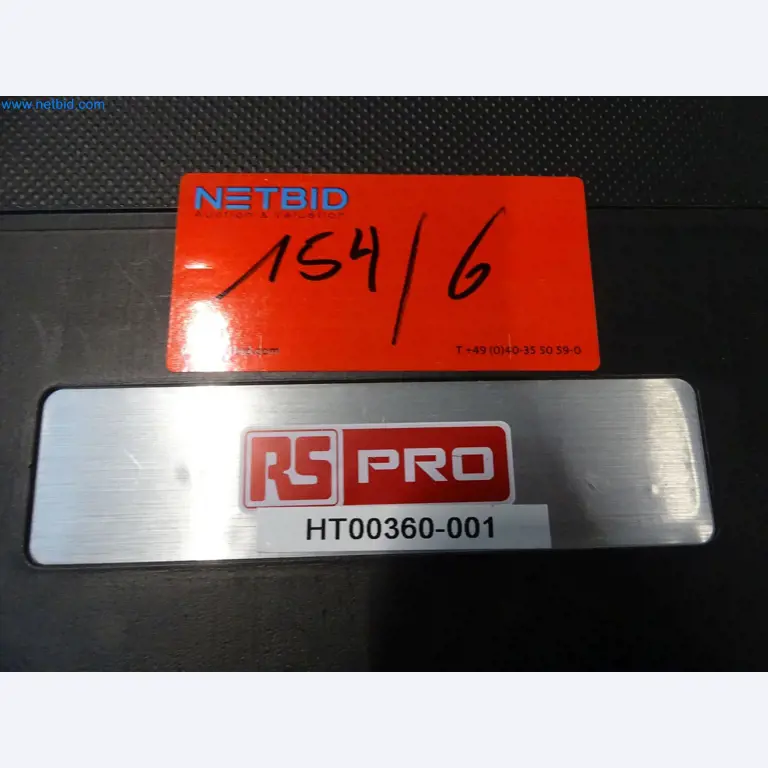 www.netbid.com
NETBID
Auction & Valuation
154/6
T +49 (0)40-35 50 59-0
RS PRO
HT00360-001